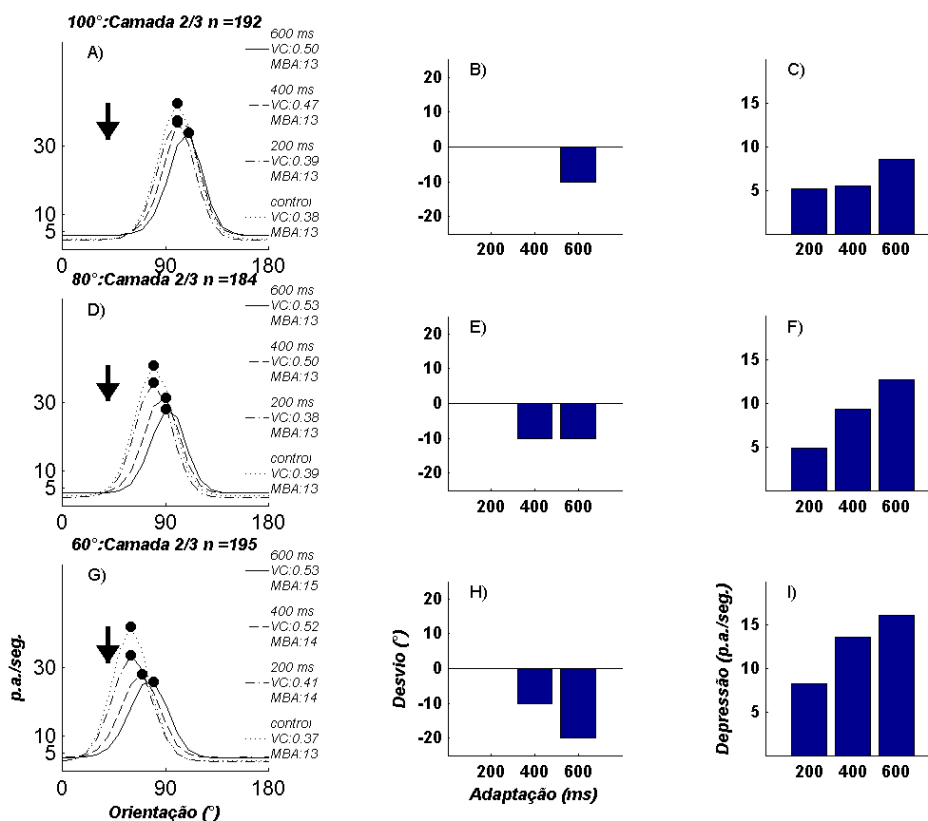 100°:Camada 2/3 n =192
A)
600 ms
VC:0.50
MBA:13
400 ms
VC:0.47
MBA:13
200 ms
VC:0.39
MBA:13
control
VC:0.38
MBA:13
30
10
5
0 90 180
B)
20
10
0
-10
-20
200 400 600
C)
15
10
5
200 400 600
80°:Camada 2/3 n =184
D)
600 ms
VC:0.53
MBA:13
400 ms
VC:0.50
MBA:13
200 ms
VC:0.38
MBA:13
control
VC:0.39
MBA:13
30
10
5
0 90 180
E)
20
10
0
-10
-20
200 400 600
F)
15
10
5
200 400 600
60°:Camada 2/3 n =195
G)
600 ms
VC:0.53
MBA:15
400 ms
VC:0.52
MBA:14
200 ms
VC:0.41
MBA:14
control
VC:0.37
MBA:13
p.a./seg.
30
10
5
0 90 180
Orientação (°)
H)
Desvio (°)
20
10
0
-10
-20
200 400 600
Adaptação (ms)
I)
Depressão (p.a./seg.)
15
10
5
200 400 600